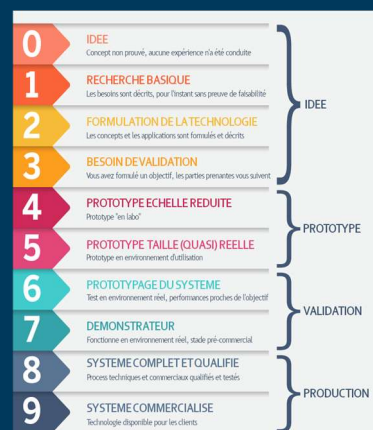 0
IDEE
Concept non prouvé, aucune expérience n'a été conduite
1
RECHERCHE BASIQUE
Les besoins sont décrits, pour l'instant sans preuve de faisabilité
2
FORMULATION DE LA TECHNOLOGIE
Les concepts et les applications sont formulés et décrits
3
BESOIN DE VALIDATION
Vous avez formulé un objectif, les parties prenantes vous suivent
IDEE
4
PROTOTYPE ECHELLE REDUITE
Prototype "en labo"
5
PROTOTYPE TAILLE (QUASI) REELLE
Prototype en environnement d'utilisation
PROTOTYPE
6
PROTOTYPAGE DU SYSTEME
Test en environnement réel, performances proches de l'objectif
7
DEMONSTRATEUR
Fonctionne en environnement réel, stade pré-commercial
VALIDATION
8
SYSTEME COMPLET ET QUALIFIE
Process techniques et commerciaux qualifiés et testés
9
SYSTEME COMMERCIALISE
Technologie disponible pour les clients
PRODUCTION